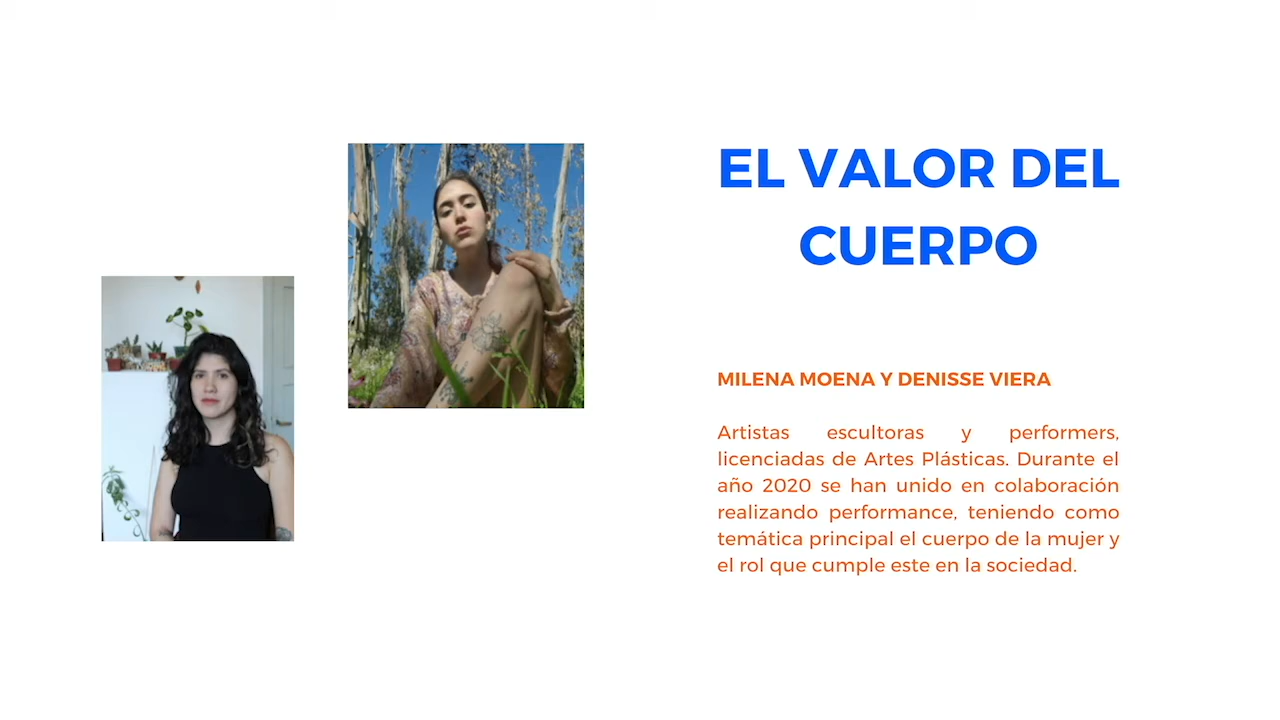 EL VALOR DEL
CUERPO
MILENA MOENA Y DENISSE VIERA
Artistas escultoras y performers,
licenciadas de Artes Plásticas. Durante el
año 2020 se han unido en colaboración
realizando performance, teniendo como
temática principal el cuerpo de la mujer y
el rol que cumple este en la sociedad.